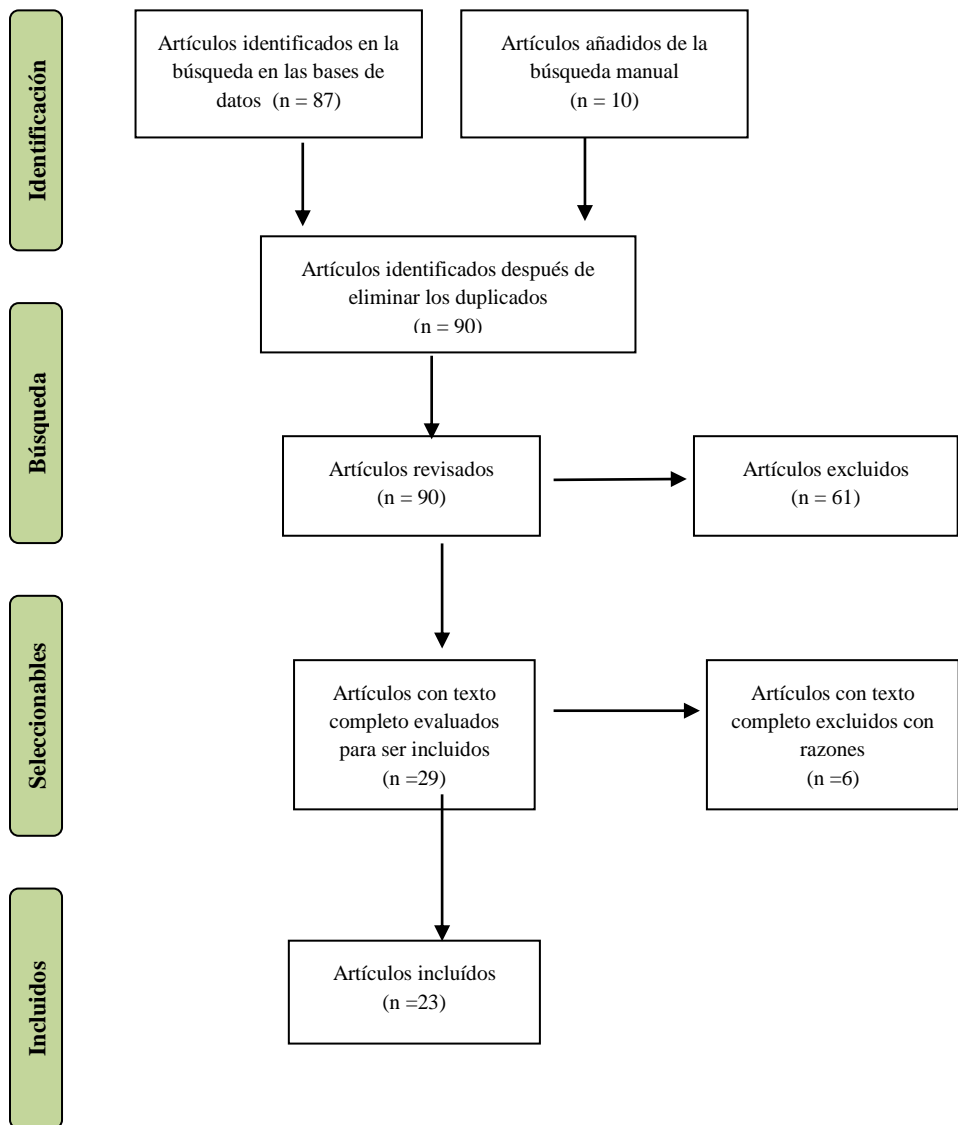 Identificación
Artículos identificados en la
búsqueda en las bases de
datos (n = 87)
Artículos añadidos de la
búsqueda manual
(n = 10)
Artículos identificados después de
eliminar los duplicados
(n = 90)
Búsqueda
Artículos revisados
(n = 90)
Artículos excluidos
(n = 61)
Seleccionables
Artículos con texto
completo evaluados
para ser incluidos
(n =29)
Artículos con texto
completo excluidos con
razones
(n =6)
Incluidos
Artículos incluídos
(n =23)